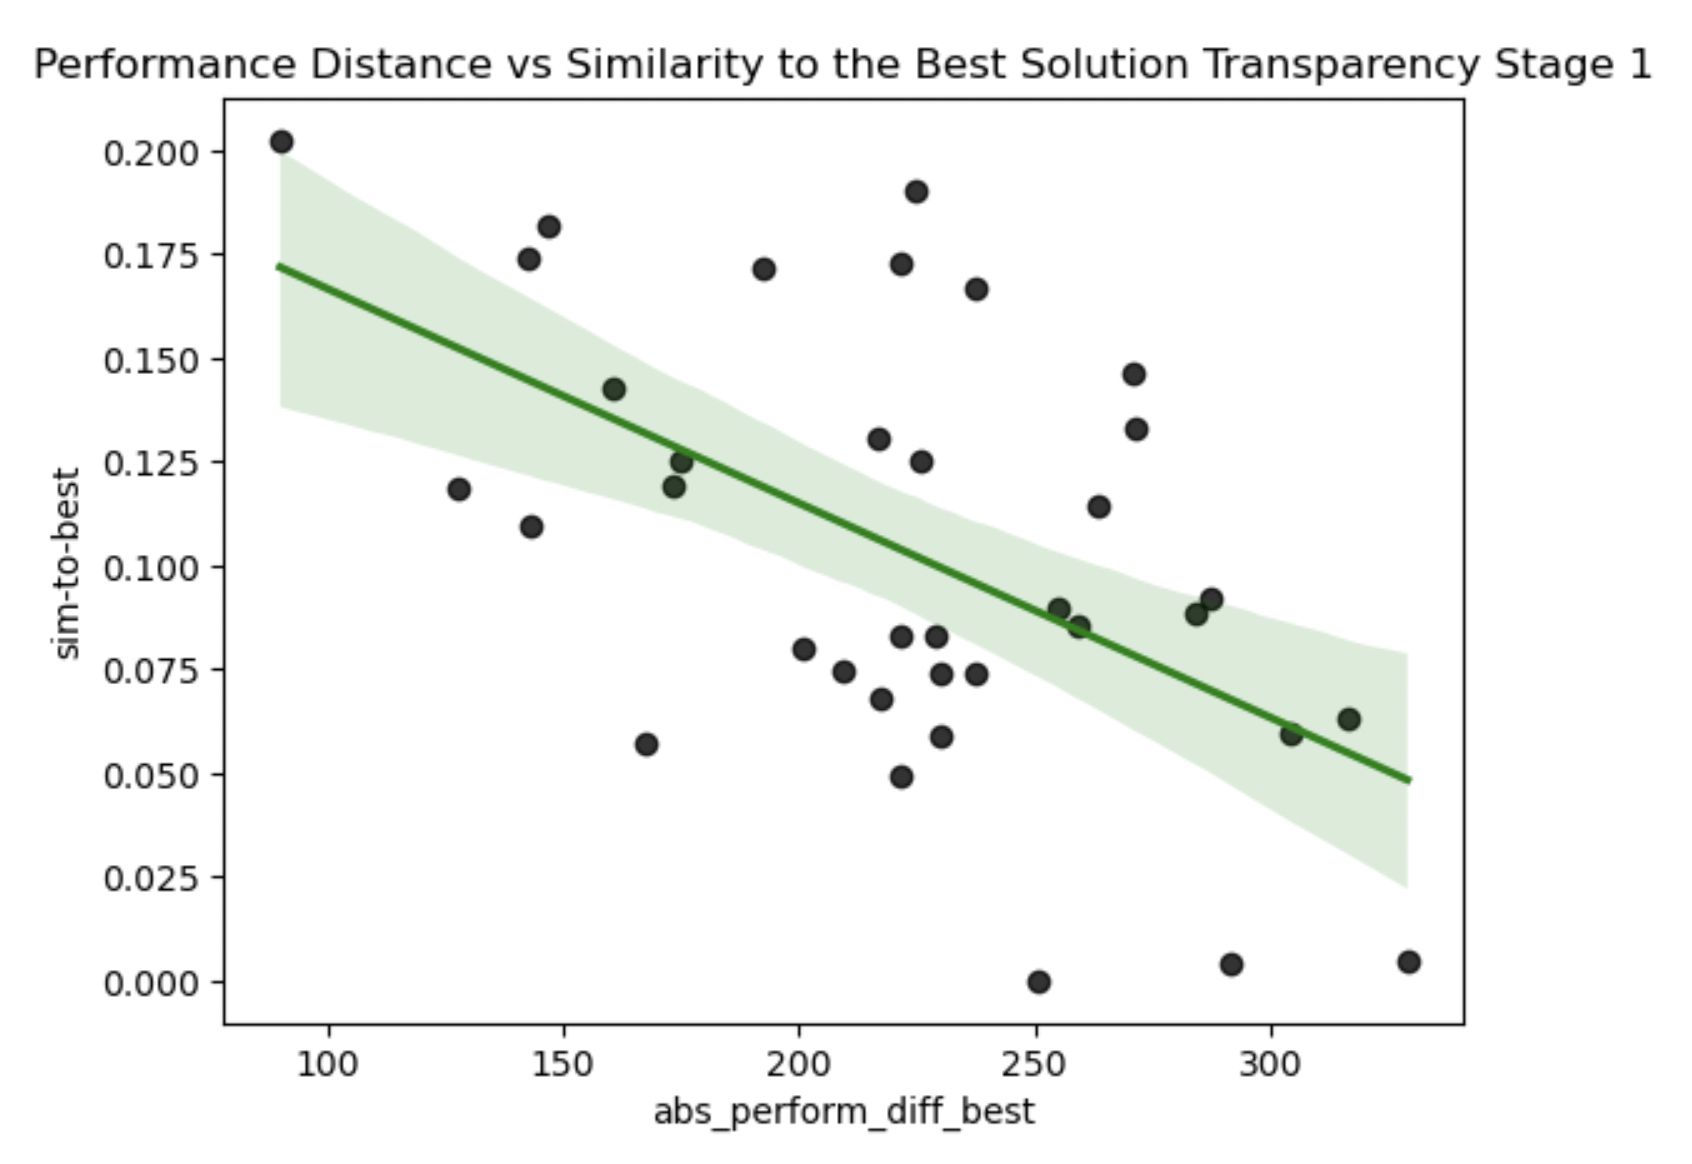 Performance Distance vs Similarity to the Best Solution Transparency Stage 1
0.200
0.175
0.150
0.125
0.100
0.075
0.050
0.025
0.000
sim-to-best
100 150 200 250 300
abs_perform_diff_best